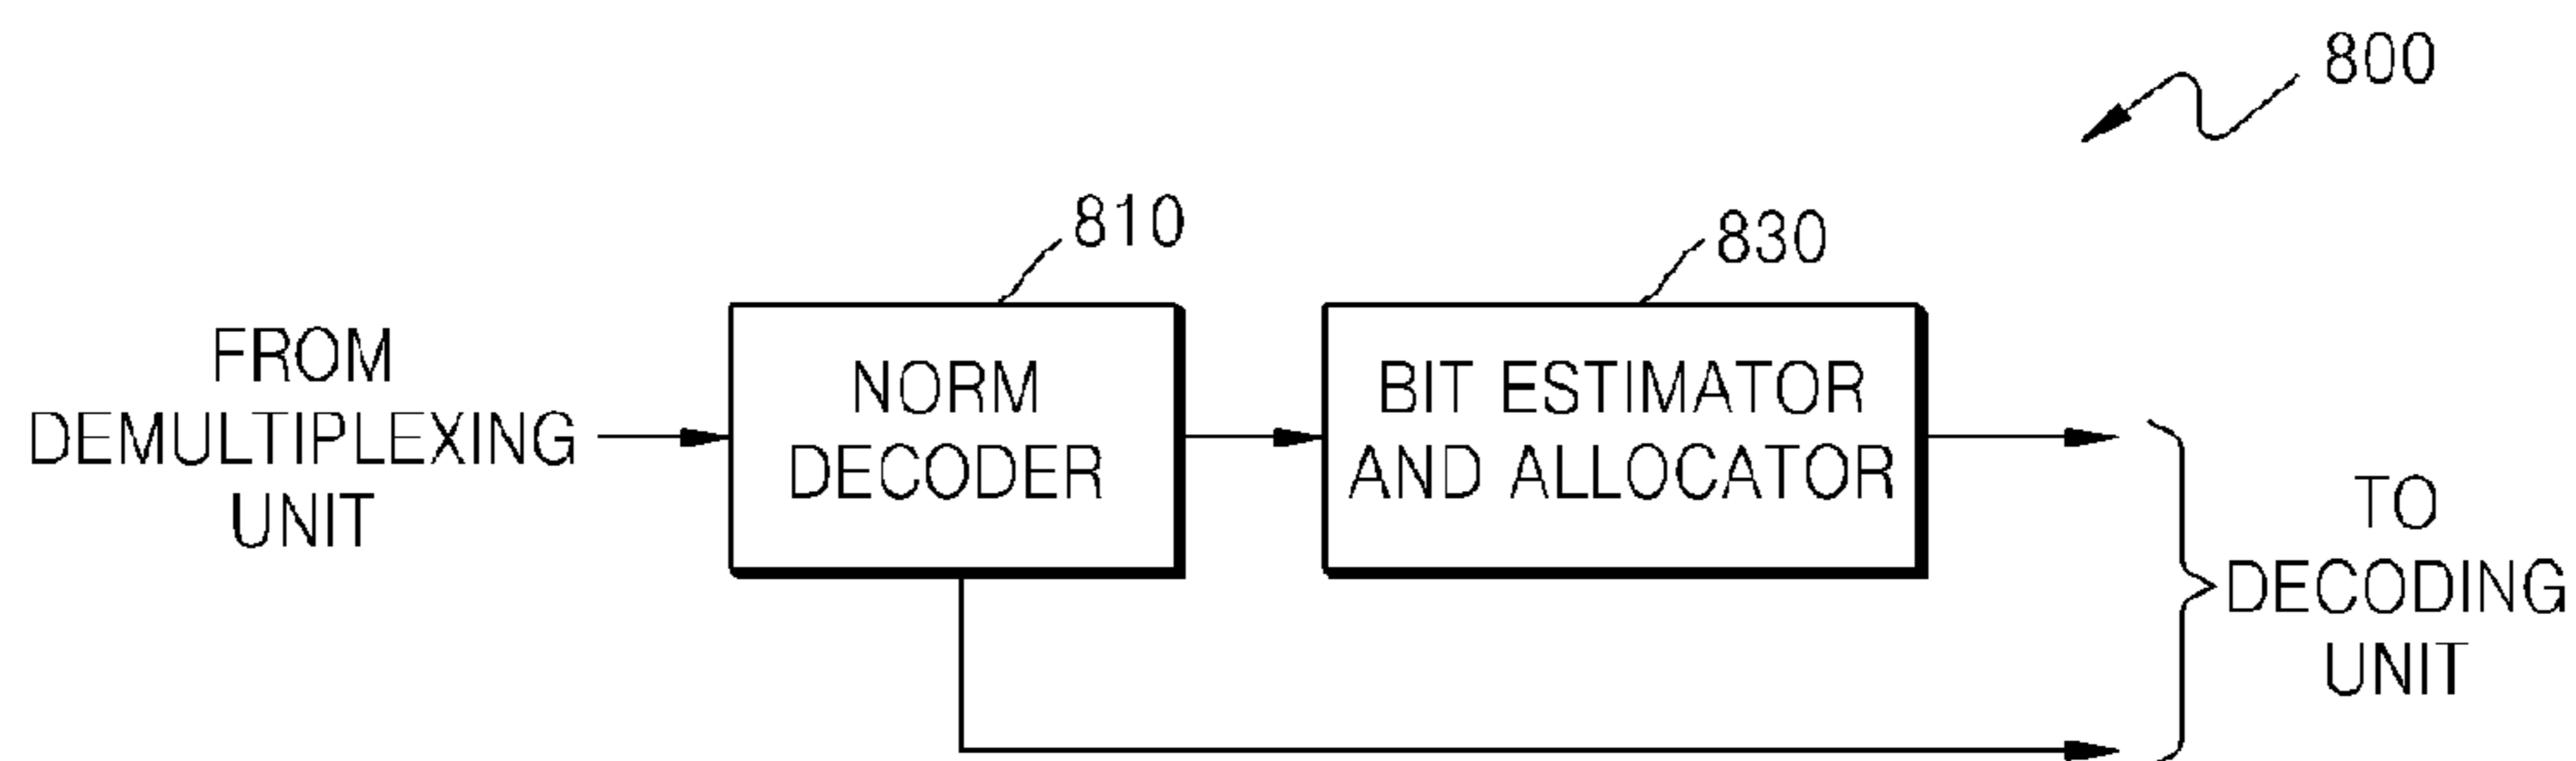 800
810
830
FROM
DEMULTIPLEXING
UNIT
NORM
DECODER
BIT ESTIMATOR
AND ALLOCATOR
TO
DECODING
UNIT